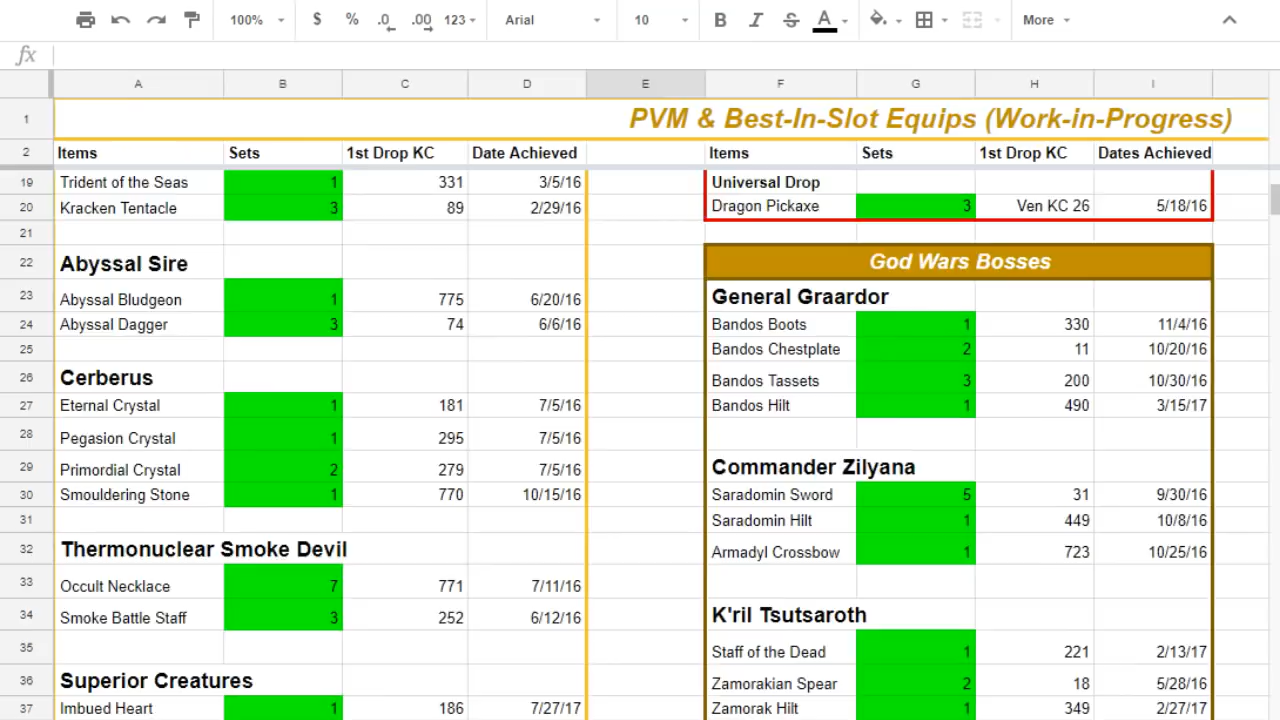 100% $ % .0 .00 123 Arial 10 B I S A More
fx
A B C D E F G H I
1 PVM & Best-In-Slot Equips (Work-in-Progress)
2 Items Sets 1st Drop KC Date Achieved Items Sets 1st Drop KC Dates Achieved
19 Trident of the Seas 1 331 3/5/16 Universal Drop
20 Kracken Tentacle 3 89 2/29/16 Dragon Pickaxe 3 Ven KC 26 5/18/16
21
22 Abyssal Sire God Wars Bosses
23 Abyssal Bludgeon 1 775 6/20/16 General Graardor
24 Abyssal Dagger 3 74 6/6/16 Bandos Boots 1 330 11/4/16
25 Bandos Chestplate 2 11 10/20/16
26 Cerberus Bandos Tassets 3 200 10/30/16
27 Eternal Crystal 1 181 7/5/16 Bandos Hilt 1 490 3/15/17
28 Pegasion Crystal 1 295 7/5/16
29 Primordial Crystal 2 279 7/5/16 Commander Zilyana
30 Smouldering Stone 1 770 10/15/16 Saradomin Sword 5 31 9/30/16
31 Saradomin Hilt 1 449 10/8/16
32 Thermonuclear Smoke Devil Armadyl Crossbow 1 723 10/25/16
33 Occult Necklace 7 771 7/11/16
34 Smoke Battle Staff 3 252 6/12/16 K'ril Tsutsaroth
35 Staff of the Dead 1 221 2/13/17
36 Superior Creatures Zamorakian Spear 2 18 5/28/16
37 Imbued Heart 1 186 7/27/17 Zamorak Hilt 1 349 2/27/17